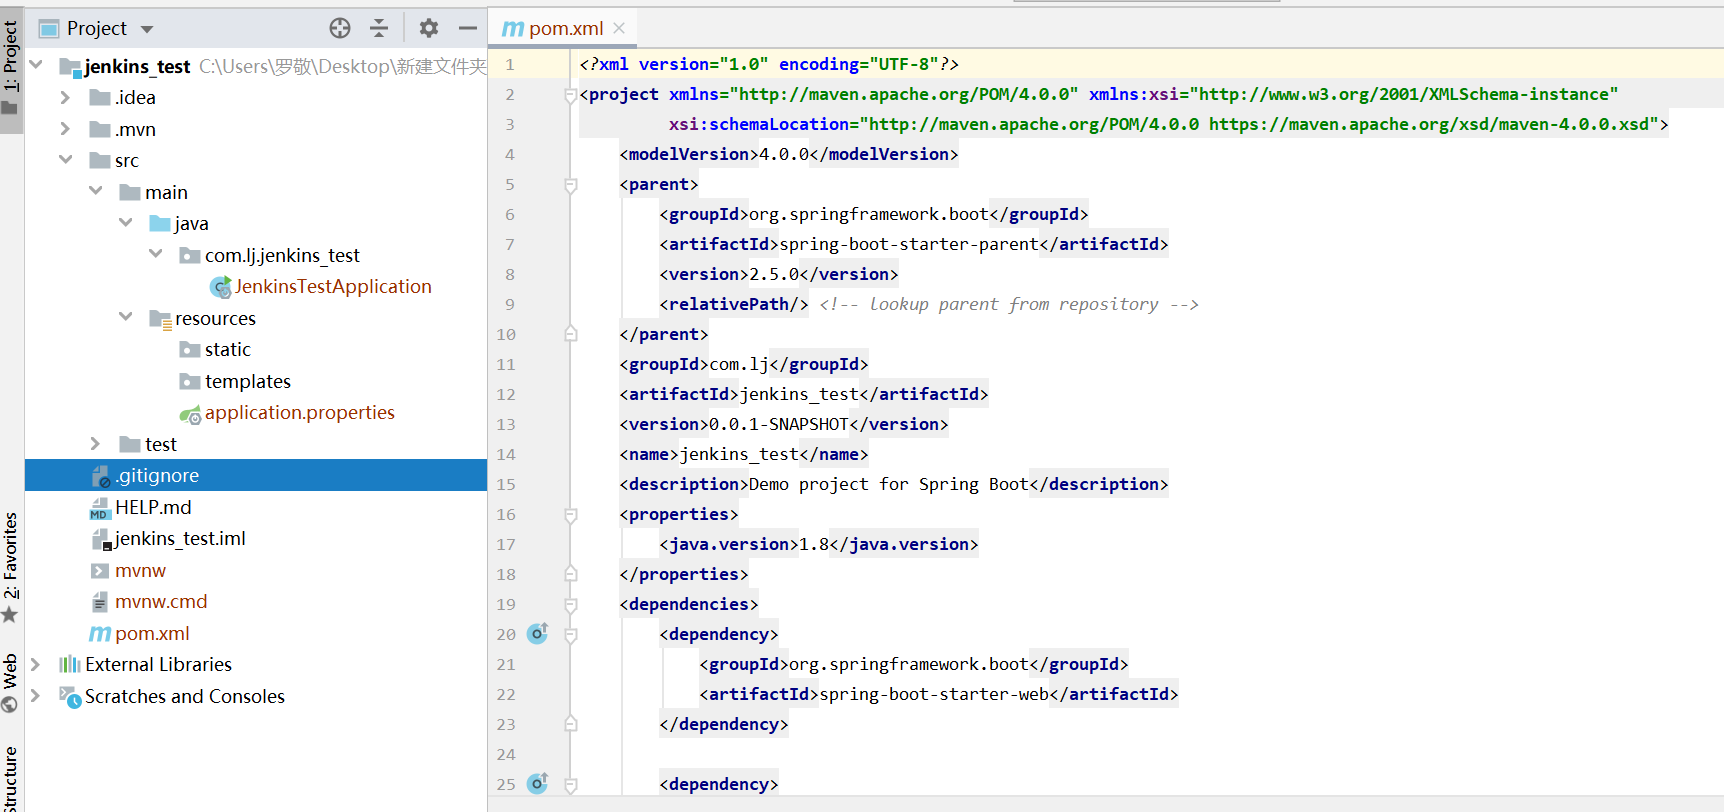 1: Project
2: Favorites
Web
Structure
Project
jenkins_test C:\Users\罗敬\Desktop\新建文件夹
.idea
.mvn
src
main
java
com.lj.jenkins_test
JenkinsTestApplication
resources
static
templates
application.properties
test
.gitignore
HELP.md
jenkins_test.iml
mvnw
mvnw.cmd
pom.xml
External Libraries
Scratches and Consoles
pom.xml
1 <?xml version="1.0" encoding="UTF-8"?>
2 <project xmlns="http://maven.apache.org/POM/4.0.0" xmlns:xsi="http://www.w3.org/2001/XMLSchema-instance"
3 xsi:schemaLocation="http://maven.apache.org/POM/4.0.0 https://maven.apache.org/xsd/maven-4.0.0.xsd">
4 <modelVersion>4.0.0</modelVersion>
5 <parent>
6 <groupId>org.springframework.boot</groupId>
7 <artifactId>spring-boot-starter-parent</artifactId>
8 <version>2.5.0</version>
9 <relativePath/> <!-- lookup parent from repository -->
10 </parent>
11 <groupId>com.lj</groupId>
12 <artifactId>jenkins_test</artifactId>
13 <version>0.0.1-SNAPSHOT</version>
14 <name>jenkins_test</name>
15 <description>Demo project for Spring Boot</description>
16 <properties>
17 <java.version>1.8</java.version>
18 </properties>
19 <dependencies>
20 <dependency>
21 <groupId>org.springframework.boot</groupId>
22 <artifactId>spring-boot-starter-web</artifactId>
23 </dependency>
24
25 <dependency>